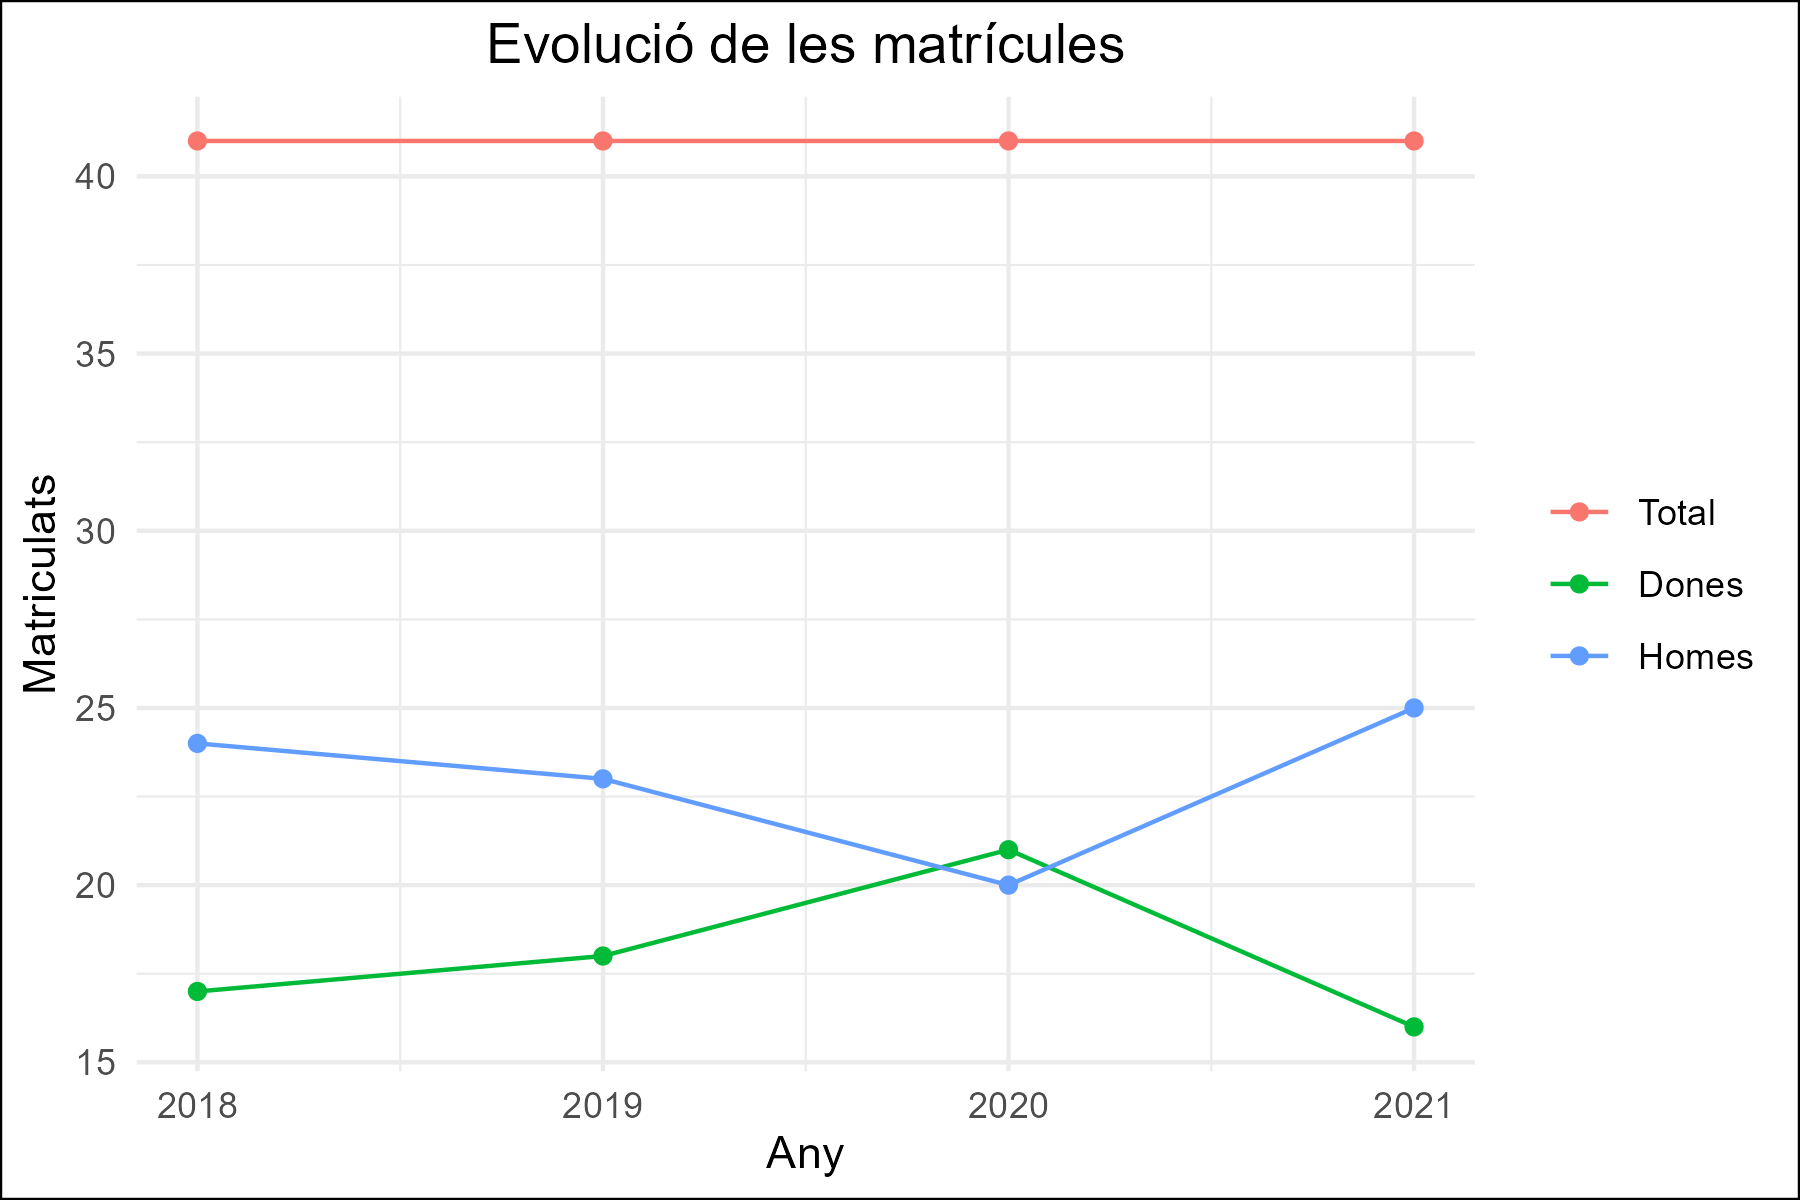 Evolució de les matrícules
Matriculats
40
35
30
25
20
15
2018 2019 2020 2021
Any
Total
Dones
Homes